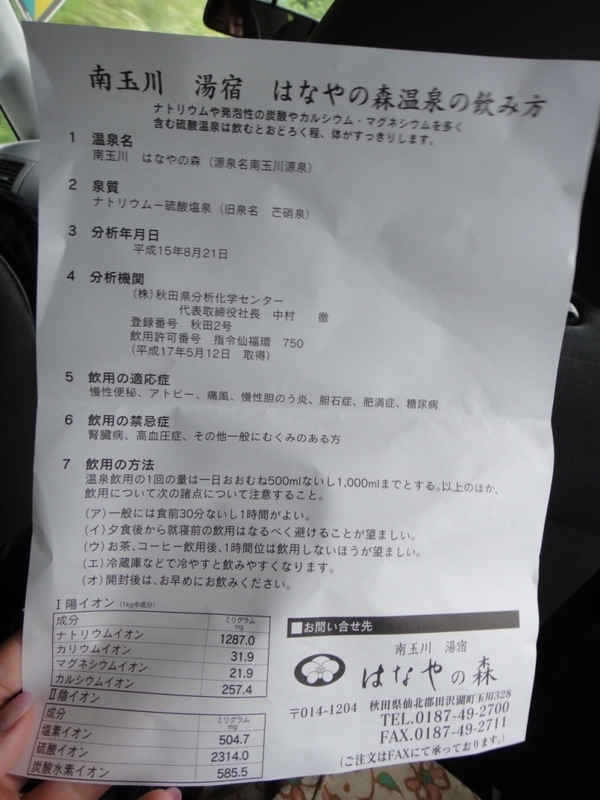 南玉川 湯宿 はなやの森温泉の飲み方
ナトリウムや発泡性の炭酸やカルシウム・マグネシウムを多く
含む硫酸温泉は飲むとおどろく程、体がすっきりします。
1 温泉名
南玉川 はなやの森（源泉名南玉川源泉）
2 泉質
ナトリウムー硫酸塩泉（旧泉名 芒硝泉）
3 分析年月日
平成15年8月21日
4 分析機関
（株）秋田県分析化学センター
代表取締役社長 中村 徹
登録番号 秋田2号
飲用許可番号 指令仙福環 750
（平成17年5月12日 取得）
5 飲用の適応症
慢性便秘、アトピー、痛風、慢性胆のう炎、胆石症、肥満症、糖尿病
6 飲用の禁忌症
腎臓病、高血圧症、その他一般にむくみのある方
7 飲用の方法
温泉飲用の1回の量は一日おおむね500mlないし1,000mlまでとする。以上のほか、
飲用について次の諸点について注意すること。
（ア）一般には食前30分ないし1時間がよい。
（イ）夕食後から就寝前の飲用はなるべく避けることが望ましい。
（ウ）お茶、コーヒー飲用後、1時間位は飲用しないほうが望ましい。
（エ）冷蔵庫などで冷やすと飲みやすくなります。
（オ）開封後は、お早めにお飲みください。
Ⅰ陽イオン（1kg中成分）
成分 ミリグラム mg
ナトリウムイオン 1287.0
カリウムイオン 31.9
マグネシウムイオン 21.9
カルシウムイオン 257.4
Ⅱ陰イオン
成分 ミリグラム mg
塩素イオン 504.7
硫酸イオン 2314.0
炭酸水素イオン 585.5
■お問い合せ先
南玉川 湯宿
はなやの森
〒014-1204 秋田県仙北郡田沢湖町玉川328
TEL.0187-49-2700
FAX.0187-49-2711
（ご注文はFAXにて承っております。）